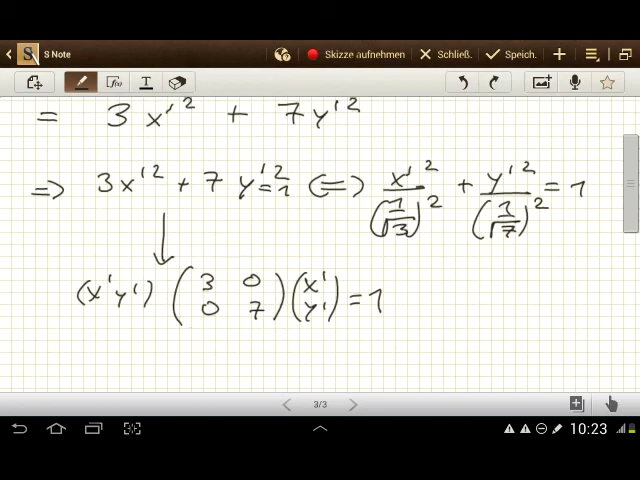 S Note Skizze aufnehmen Schließ. Speich.
f(x) T
= 3x'² + 7y'²
=> 3x'² + 7y'² = 1 <=> x'²/(1/√3)² + y'²/(1/√7)² = 1
(x' y') (3 0; 0 7) (x'; y') = 1
3/3
10:23